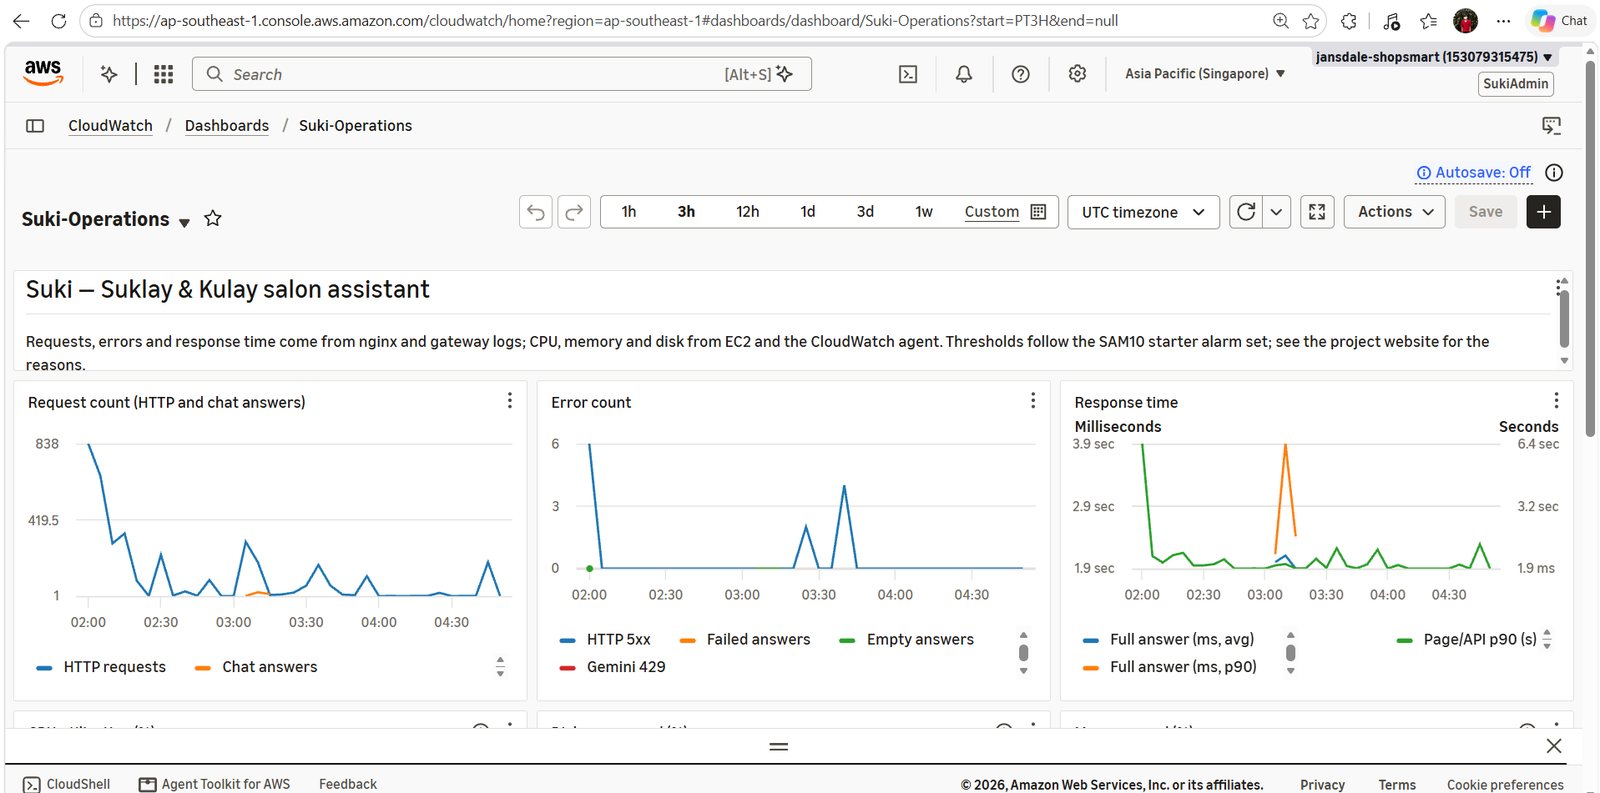 https://ap-southeast-1.console.aws.amazon.com/cloudwatch/home?region=ap-southeast-1#dashboards/dashboard/Suki-Operations?start=PT3H&end=null
Chat
aws
Search
[Alt+S]
Asia Pacific (Singapore)
jansdale-shopsmart (153079315475)
SukiAdmin
CloudWatch / Dashboards / Suki-Operations
Autosave: Off
Suki-Operations
1h 3h 12h 1d 3d 1w Custom
UTC timezone
Actions
Save
Suki – Suklay & Kulay salon assistant
Requests, errors and response time come from nginx and gateway logs; CPU, memory and disk from EC2 and the CloudWatch agent. Thresholds follow the SAM10 starter alarm set; see the project website for the
reasons.
Request count (HTTP and chat answers)
838
419.5
1
02:00 02:30 03:00 03:30 04:00 04:30
HTTP requests Chat answers
Error count
6
3
0
02:00 02:30 03:00 03:30 04:00 04:30
HTTP 5xx Failed answers Empty answers
Gemini 429
Response time
Milliseconds Seconds
3.9 sec 6.4 sec
2.9 sec 3.2 sec
1.9 sec 1.9 ms
02:00 02:30 03:00 03:30 04:00 04:30
Full answer (ms, avg) Page/API p90 (s)
Full answer (ms, p90)
CloudShell Agent Toolkit for AWS Feedback
© 2026, Amazon Web Services, Inc. or its affiliates. Privacy Terms Cookie preferences